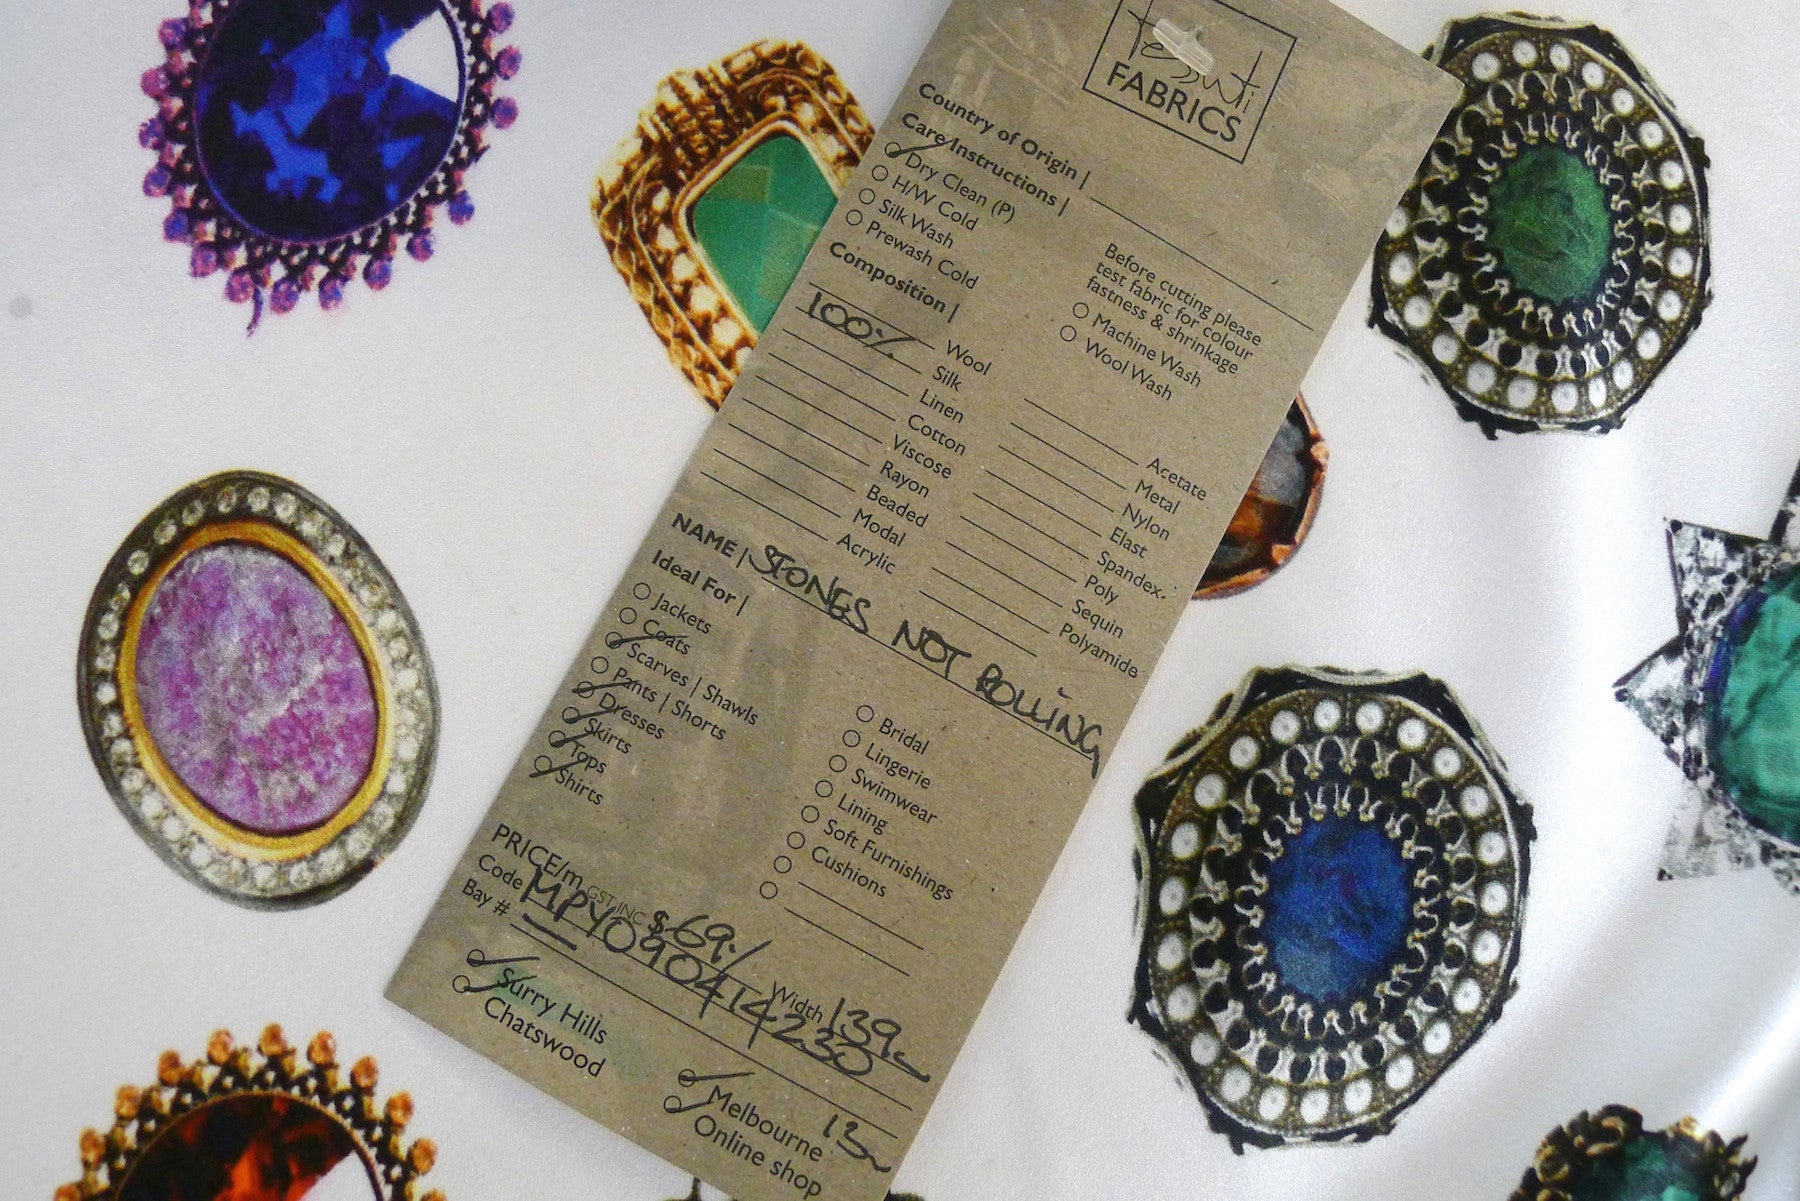 tessuti
FABRICS
Country of Origin |
Care Instructions |
Dry Clean (P)
H/W Cold
Silk Wash
Prewash Cold
Before cutting please
test fabric for colour
fastness & shrinkage
Machine Wash
Wool Wash
Composition |
Wool
100% Silk
Linen
Cotton
Viscose
Rayon
Beaded
Modal
Acrylic
Acetate
Metal
Nylon
Elast
Spandex
Poly
Sequin
Polyamide
NAME | STONES NOT ROLLING
Ideal For |
Jackets
Coats
Scarves | Shawls
Pants | Shorts
Dresses
Skirts
Tops
Shirts
Bridal
Lingerie
Swimwear
Lining
Soft Furnishings
Cushions
PRICE/m GST INC $69./ Width 139
Code MPY090414230
Bay #
Surry Hills
Chatswood
Melbourne 13
Online shop